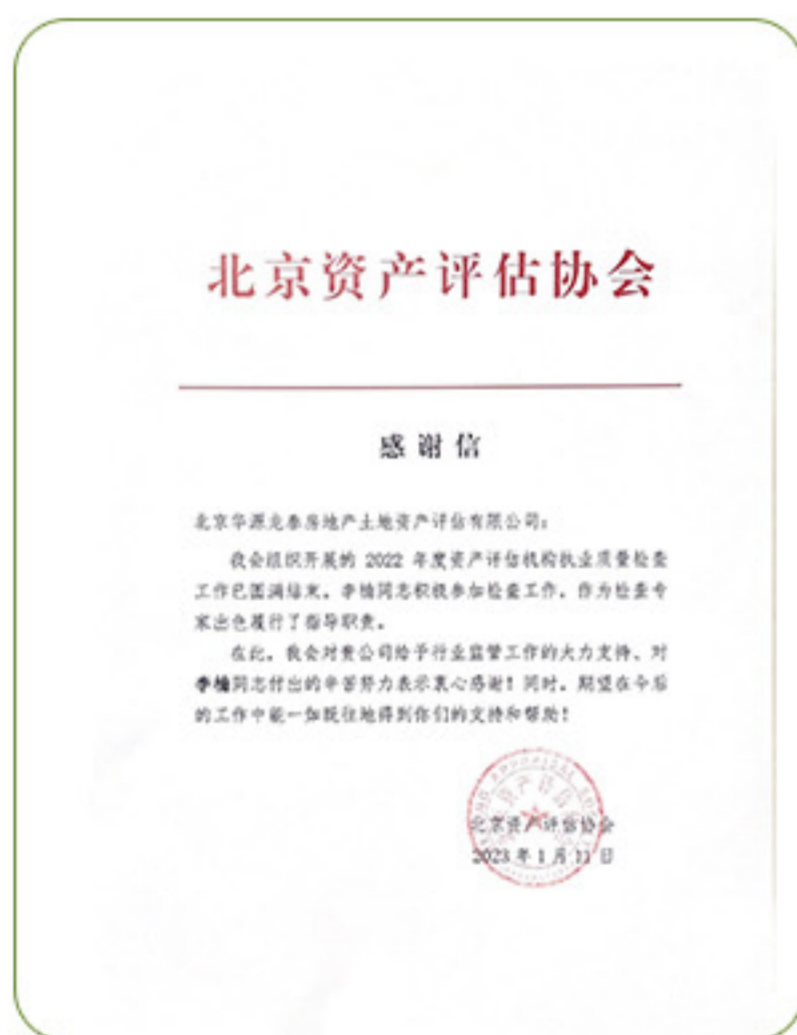 北京资产评估协会
感谢信
北京华源龙泰房地产土地资产评估有限公司：
我会组织开展的 2022 年度资产评估机构执业质量检查
工作已圆满结束。李楠同志积极参加检查工作，作为检查专
家出色履行了指导职责。
在此，我会对贵公司给予行业监管工作的大力支持、对
李楠同志付出的辛苦努力表示衷心感谢！同时，期望在今后
的工作中能一如既往地得到你们的支持和帮助！
资产评估
北京资产评估协会
2023 年 1 月 11 日